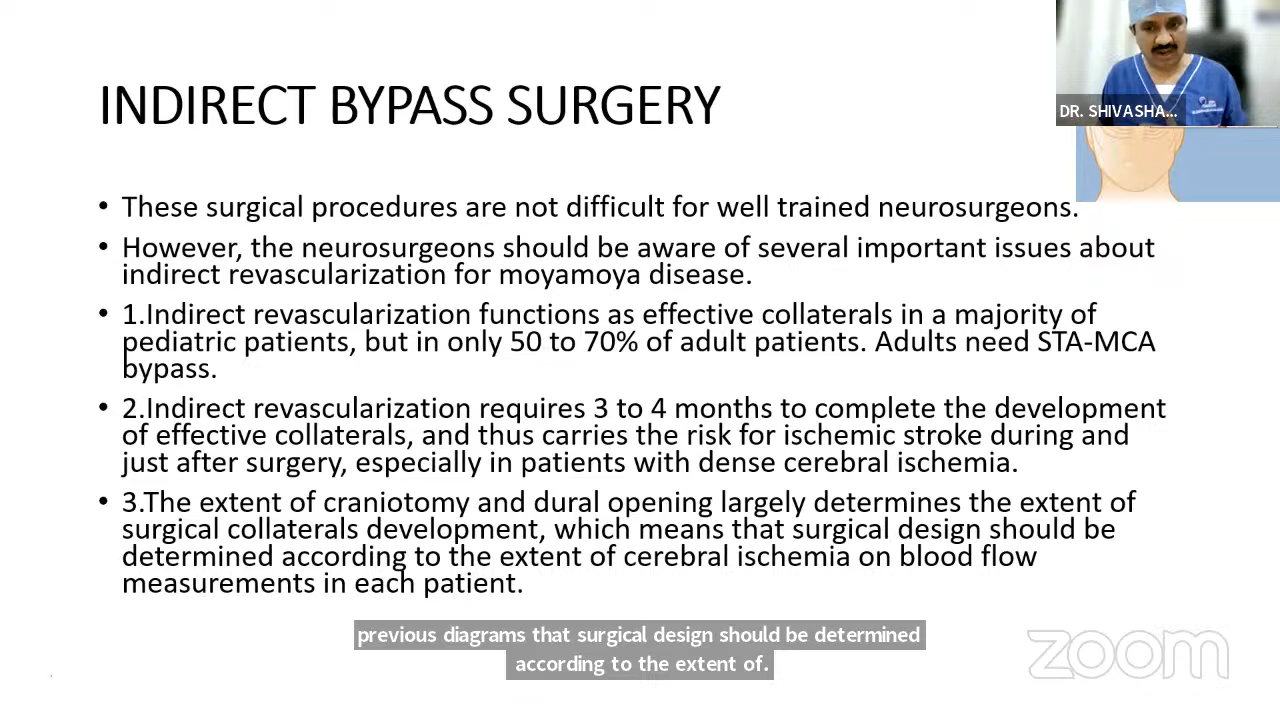 INDIRECT BYPASS SURGERY
DR. SHIVASHA...
• These surgical procedures are not difficult for well trained neurosurgeons.
• However, the neurosurgeons should be aware of several important issues about
indirect revascularization for moyamoya disease.
• 1.Indirect revascularization functions as effective collaterals in a majority of
pediatric patients, but in only 50 to 70% of adult patients. Adults need STA-MCA
bypass.
• 2.Indirect revascularization requires 3 to 4 months to complete the development
of effective collaterals, and thus carries the risk for ischemic stroke during and
just after surgery, especially in patients with dense cerebral ischemia.
• 3.The extent of craniotomy and dural opening largely determines the extent of
surgical collaterals development, which means that surgical design should be
determined according to the extent of cerebral ischemia on blood flow
measurements in each patient.
previous diagrams that surgical design should be determined
according to the extent of.
zoom